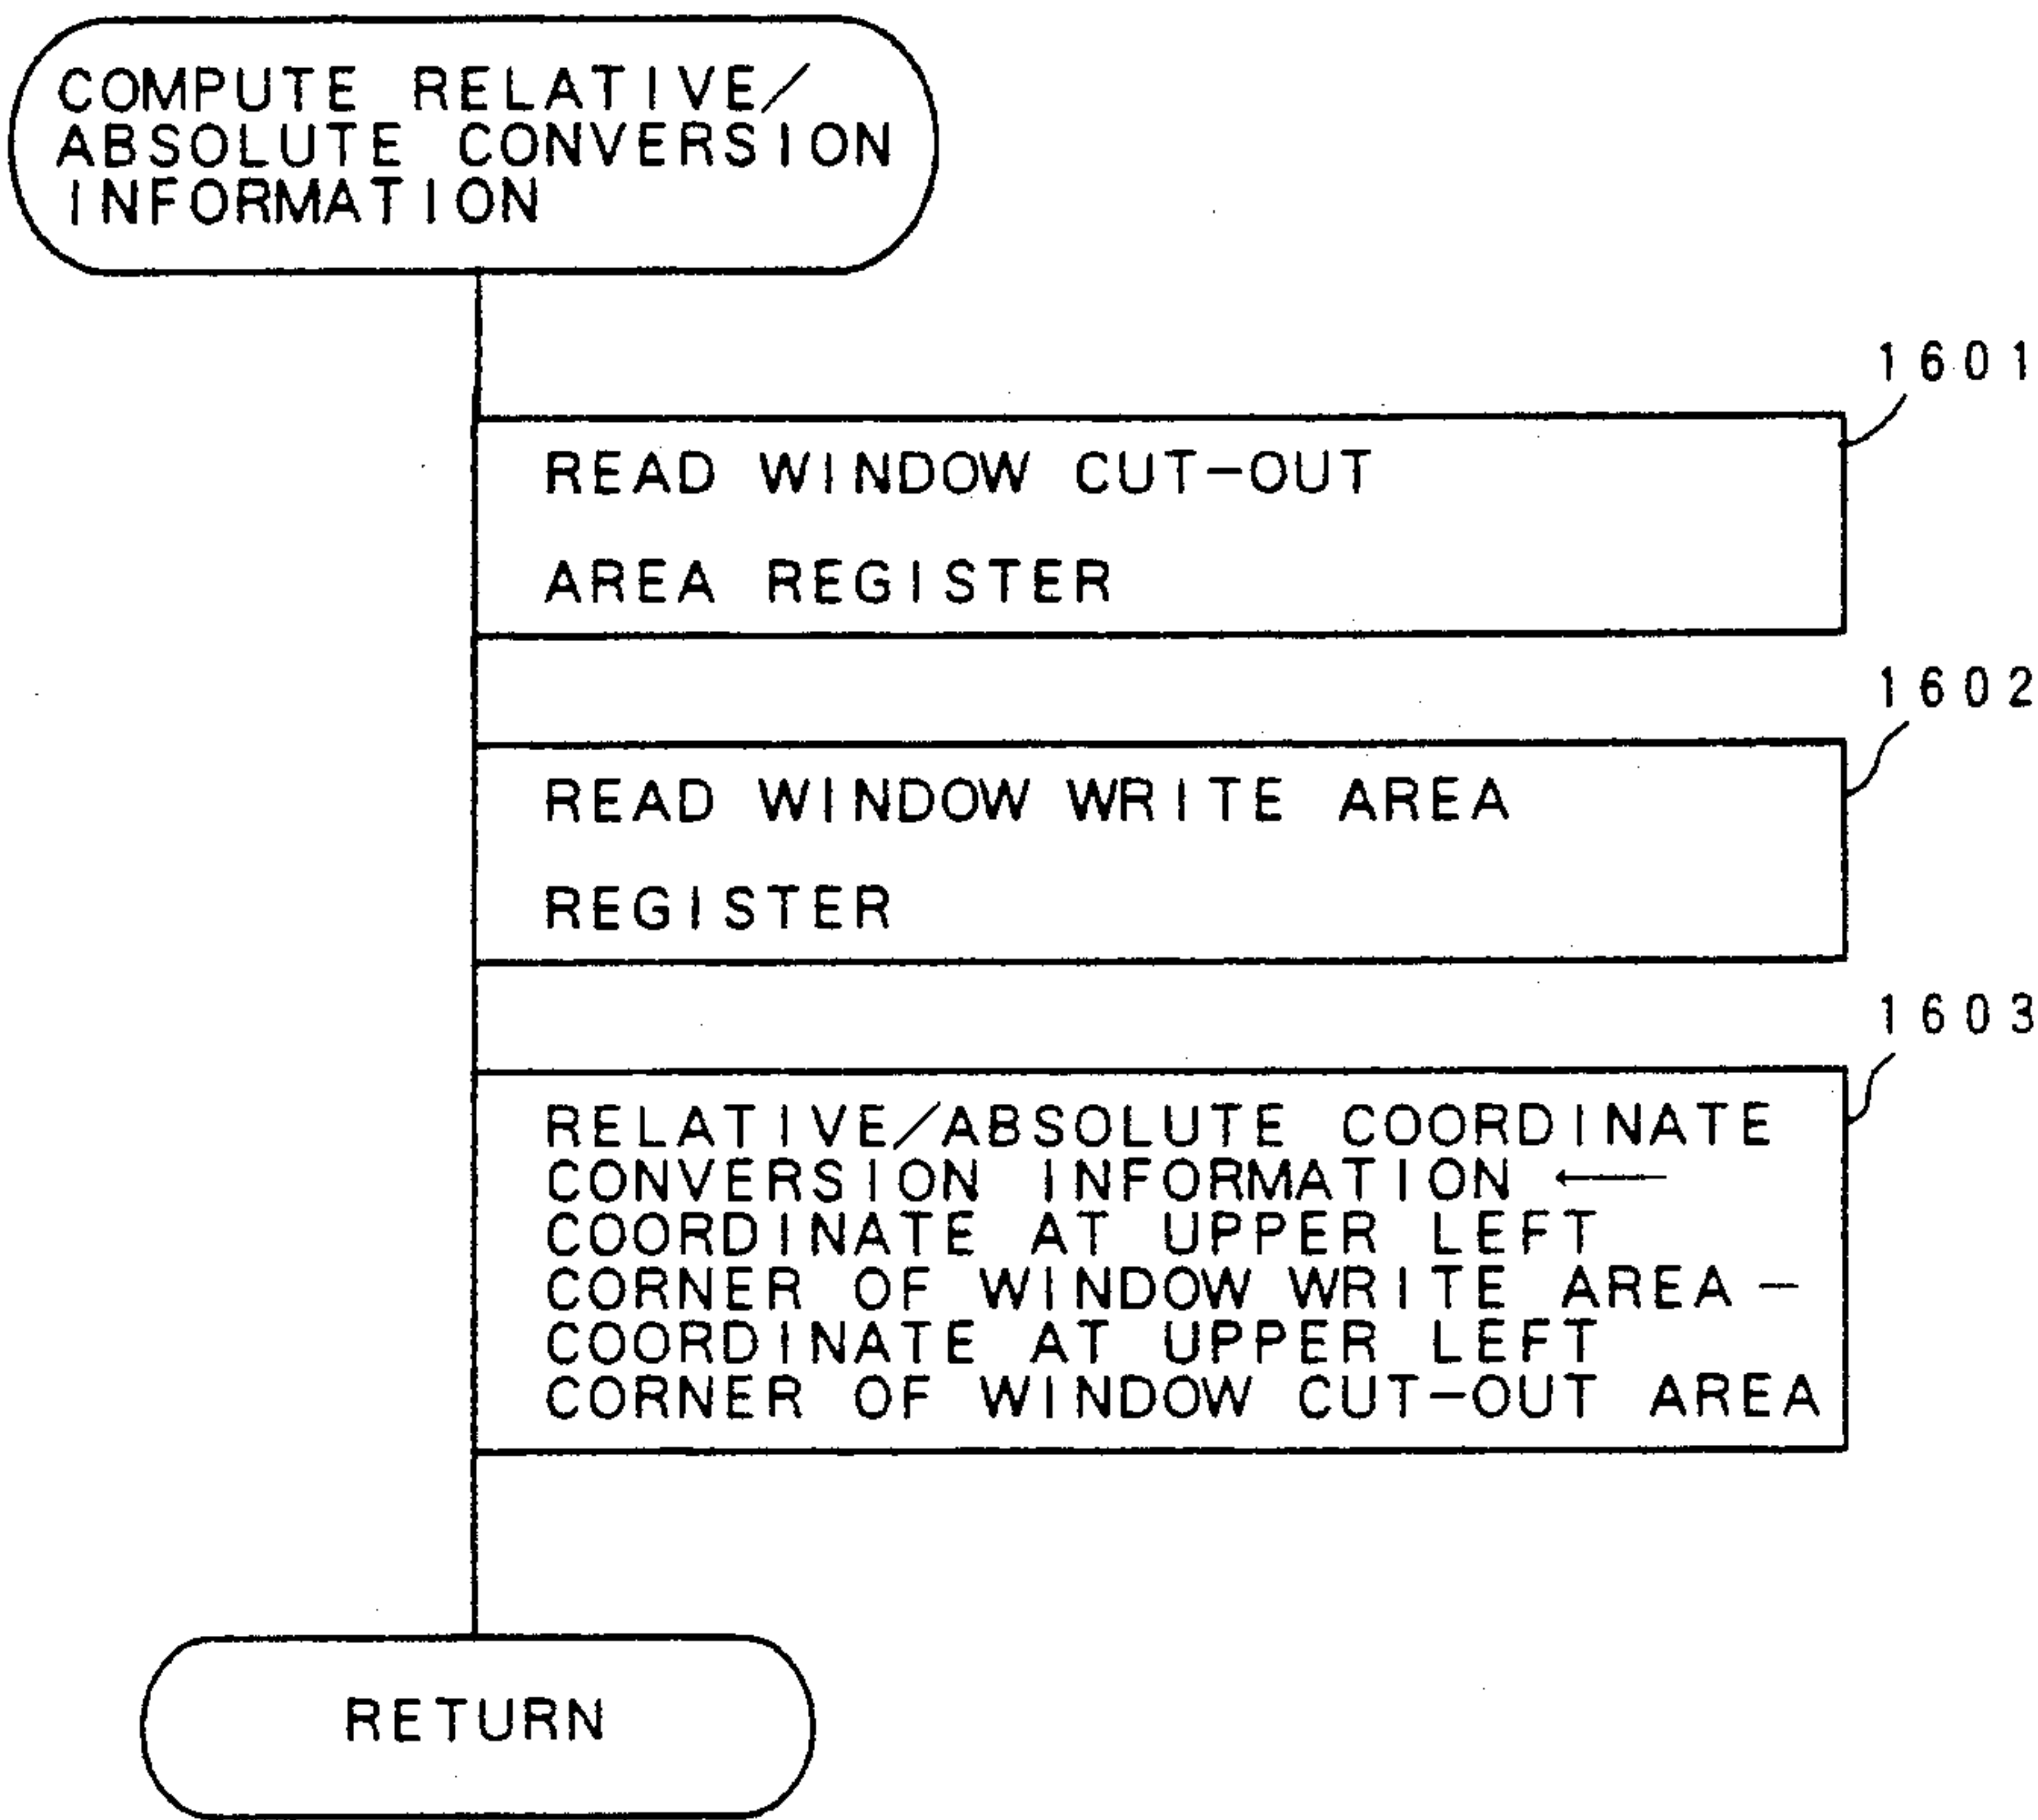 COMPUTE RELATIVE/
ABSOLUTE CONVERSION
INFORMATION
1601
READ WINDOW CUT-OUT
AREA REGISTER
1602
READ WINDOW WRITE AREA
REGISTER
1603
RELATIVE/ABSOLUTE COORDINATE
CONVERSION INFORMATION ←
COORDINATE AT UPPER LEFT
CORNER OF WINDOW WRITE AREA -
COORDINATE AT UPPER LEFT
CORNER OF WINDOW CUT-OUT AREA
RETURN